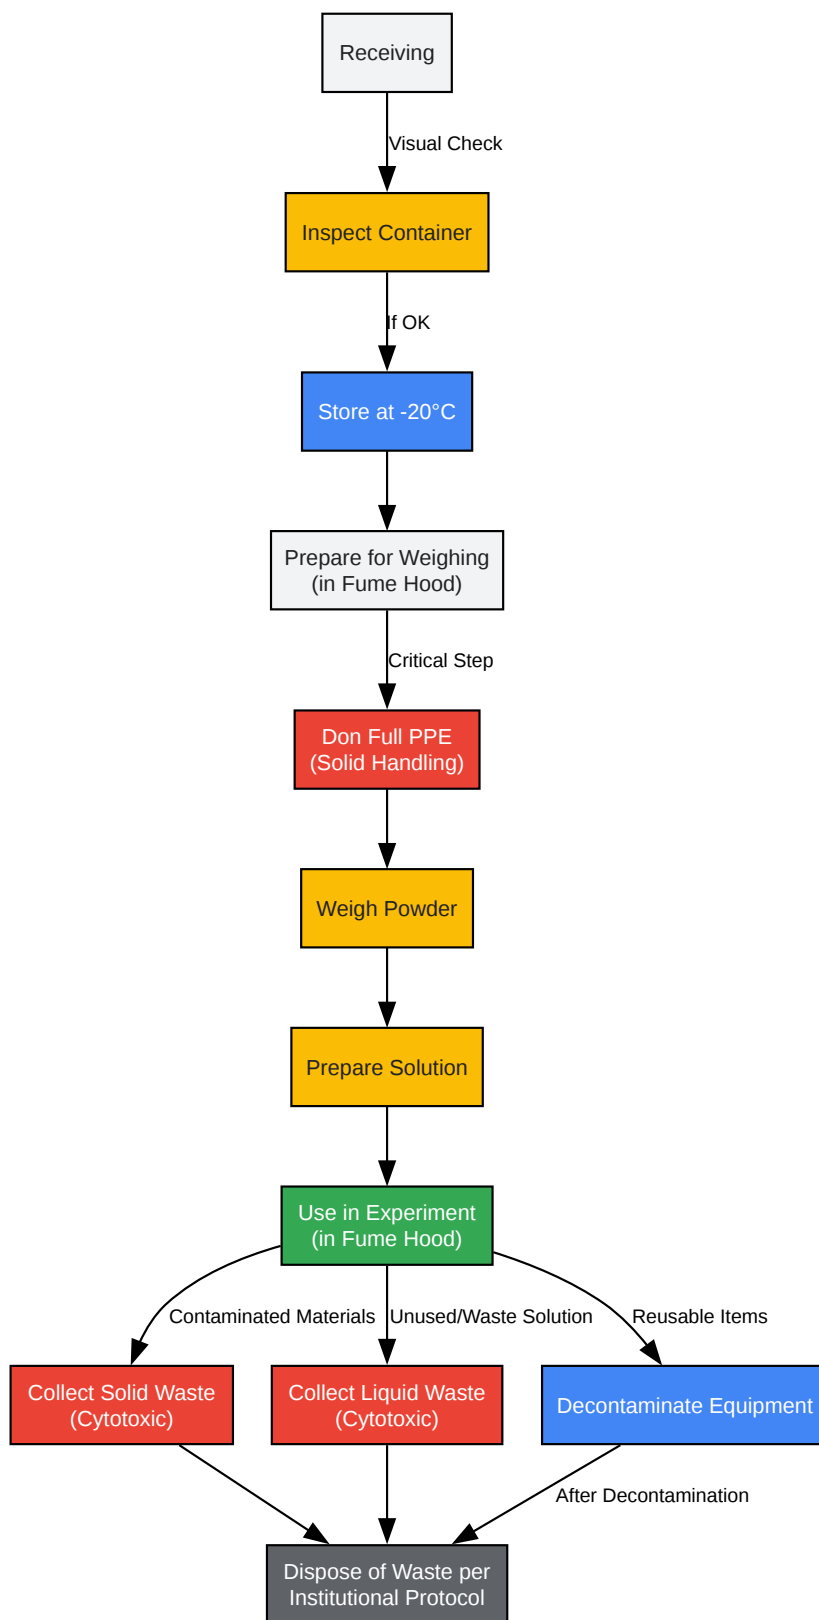 Receiving
Visual Check
Inspect Container
If OK
Store at -20°C
Prepare for Weighing
(in Fume Hood)
Critical Step
Don Full PPE
(Solid Handling)
Weigh Powder
Prepare Solution
Use in Experiment
(in Fume Hood)
Contaminated Materials
Unused/Waste Solution
Reusable Items
Collect Solid Waste
(Cytotoxic)
Collect Liquid Waste
(Cytotoxic)
Decontaminate Equipment
After Decontamination
Dispose of Waste per
Institutional Protocol